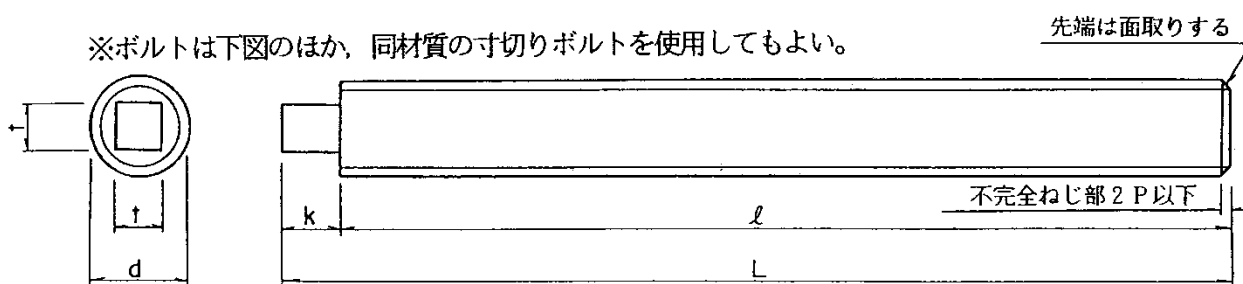 先端は面取りする
※ボルトは下図のほか，同材質の寸切りボルトを使用してもよい。
t
t
d
k
不完全ねじ部2P以下
ℓ
L